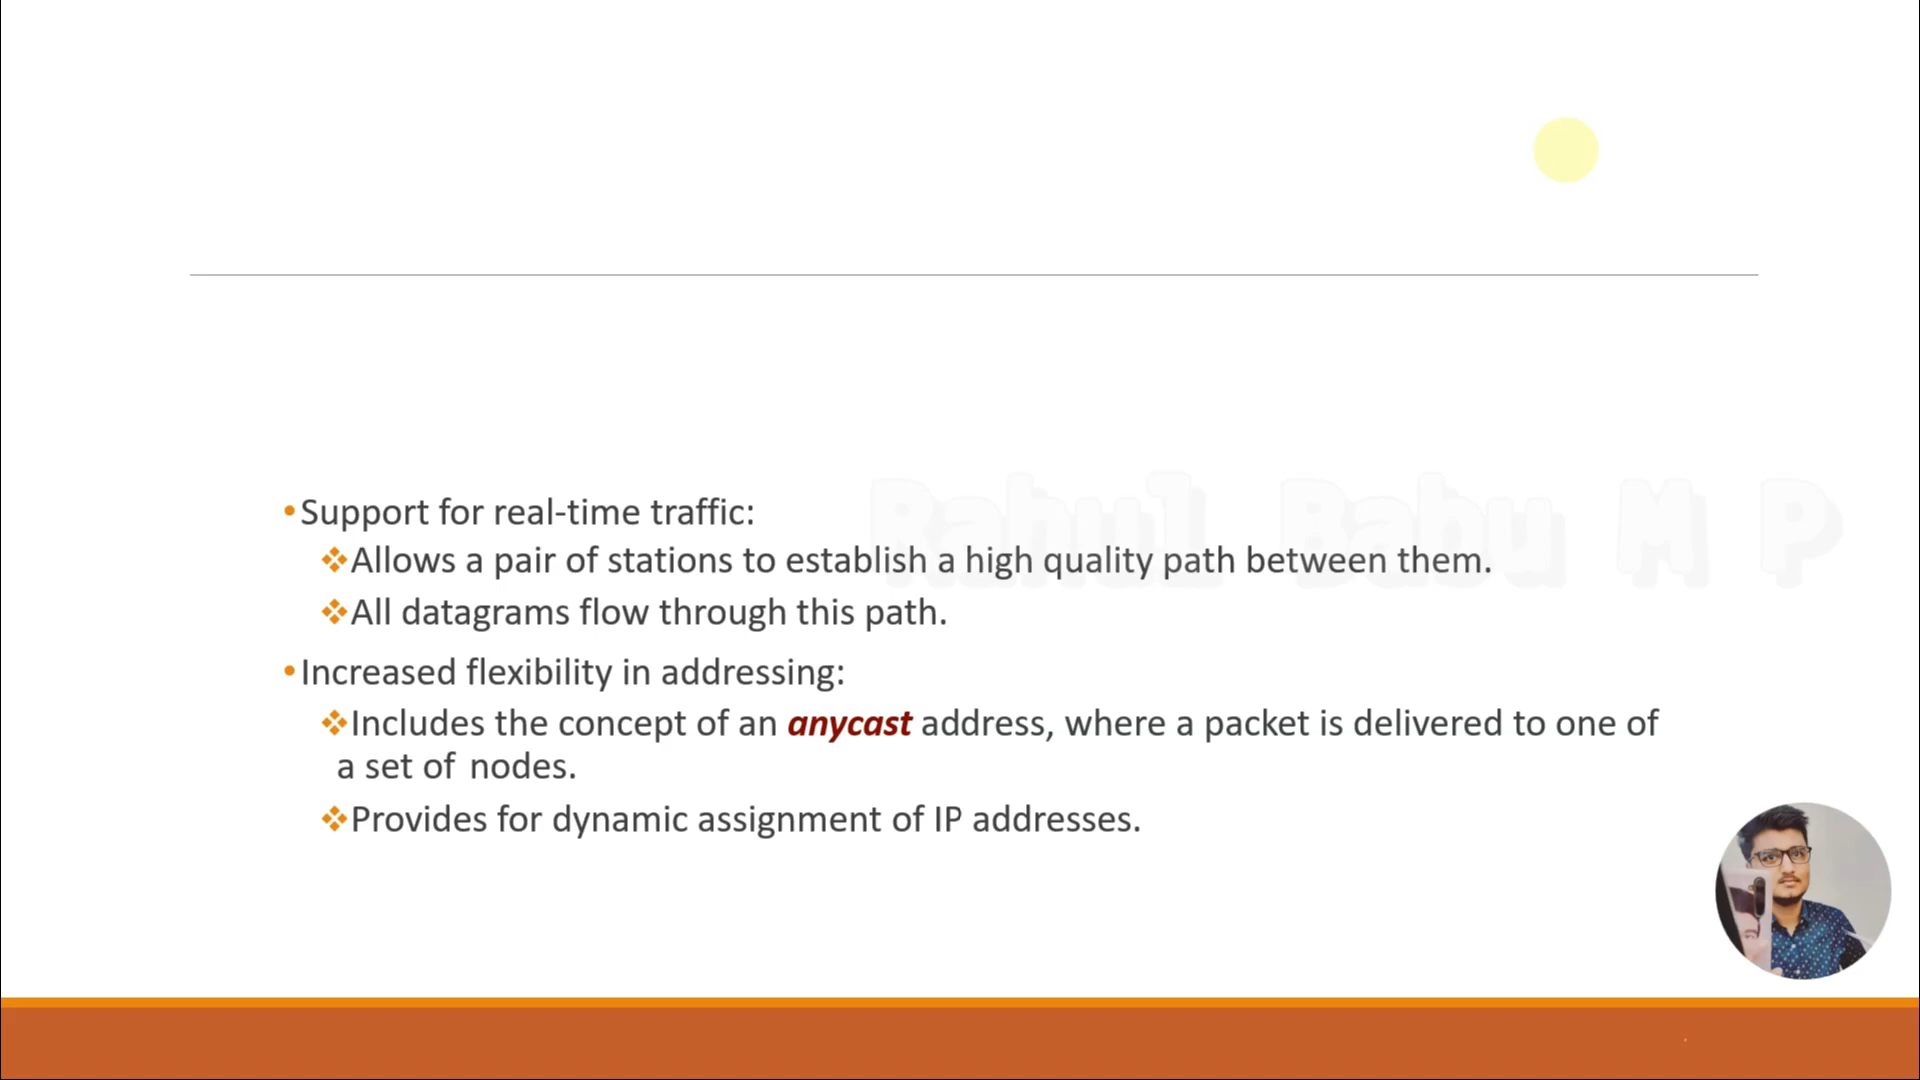 Rahul Babu M P
•Support for real-time traffic:
❖Allows a pair of stations to establish a high quality path between them.
❖All datagrams flow through this path.
•Increased flexibility in addressing:
❖Includes the concept of an anycast address, where a packet is delivered to one of
a set of nodes.
❖Provides for dynamic assignment of IP addresses.